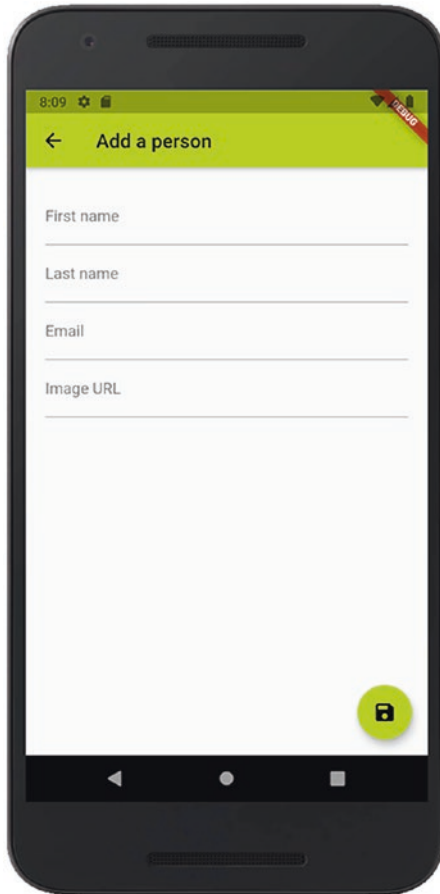 8:09
DEBUG
Add a person
First name
Last name
Email
Image URL